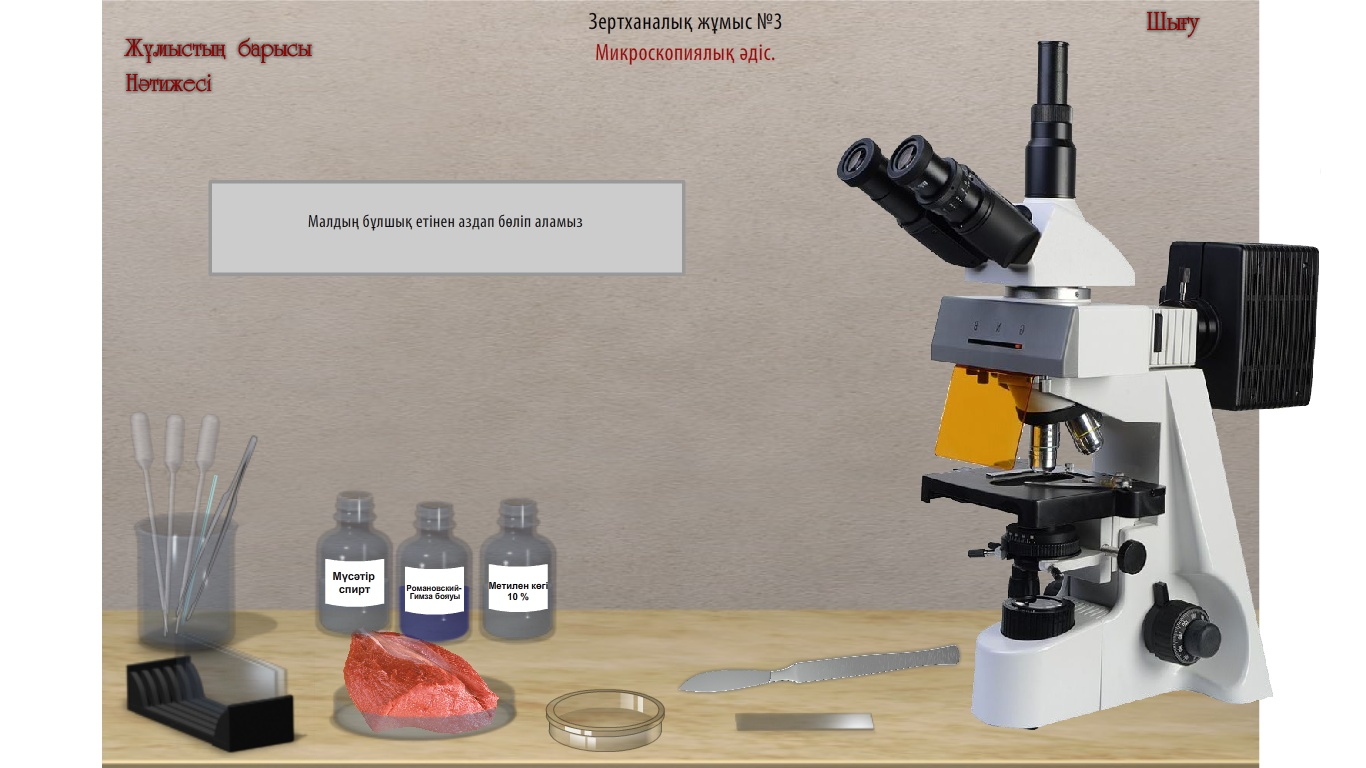 Зертханалық жұмыс №3
Микроскопиялық әдіс.
Шығу
Жұмыстың барысы
Нәтижесі
Малдың бұлшық етінен аздап бөліп аламыз
Мүсәтір
спирт
Романовский-
Гимза бояуы
Метилен көгі
10 %